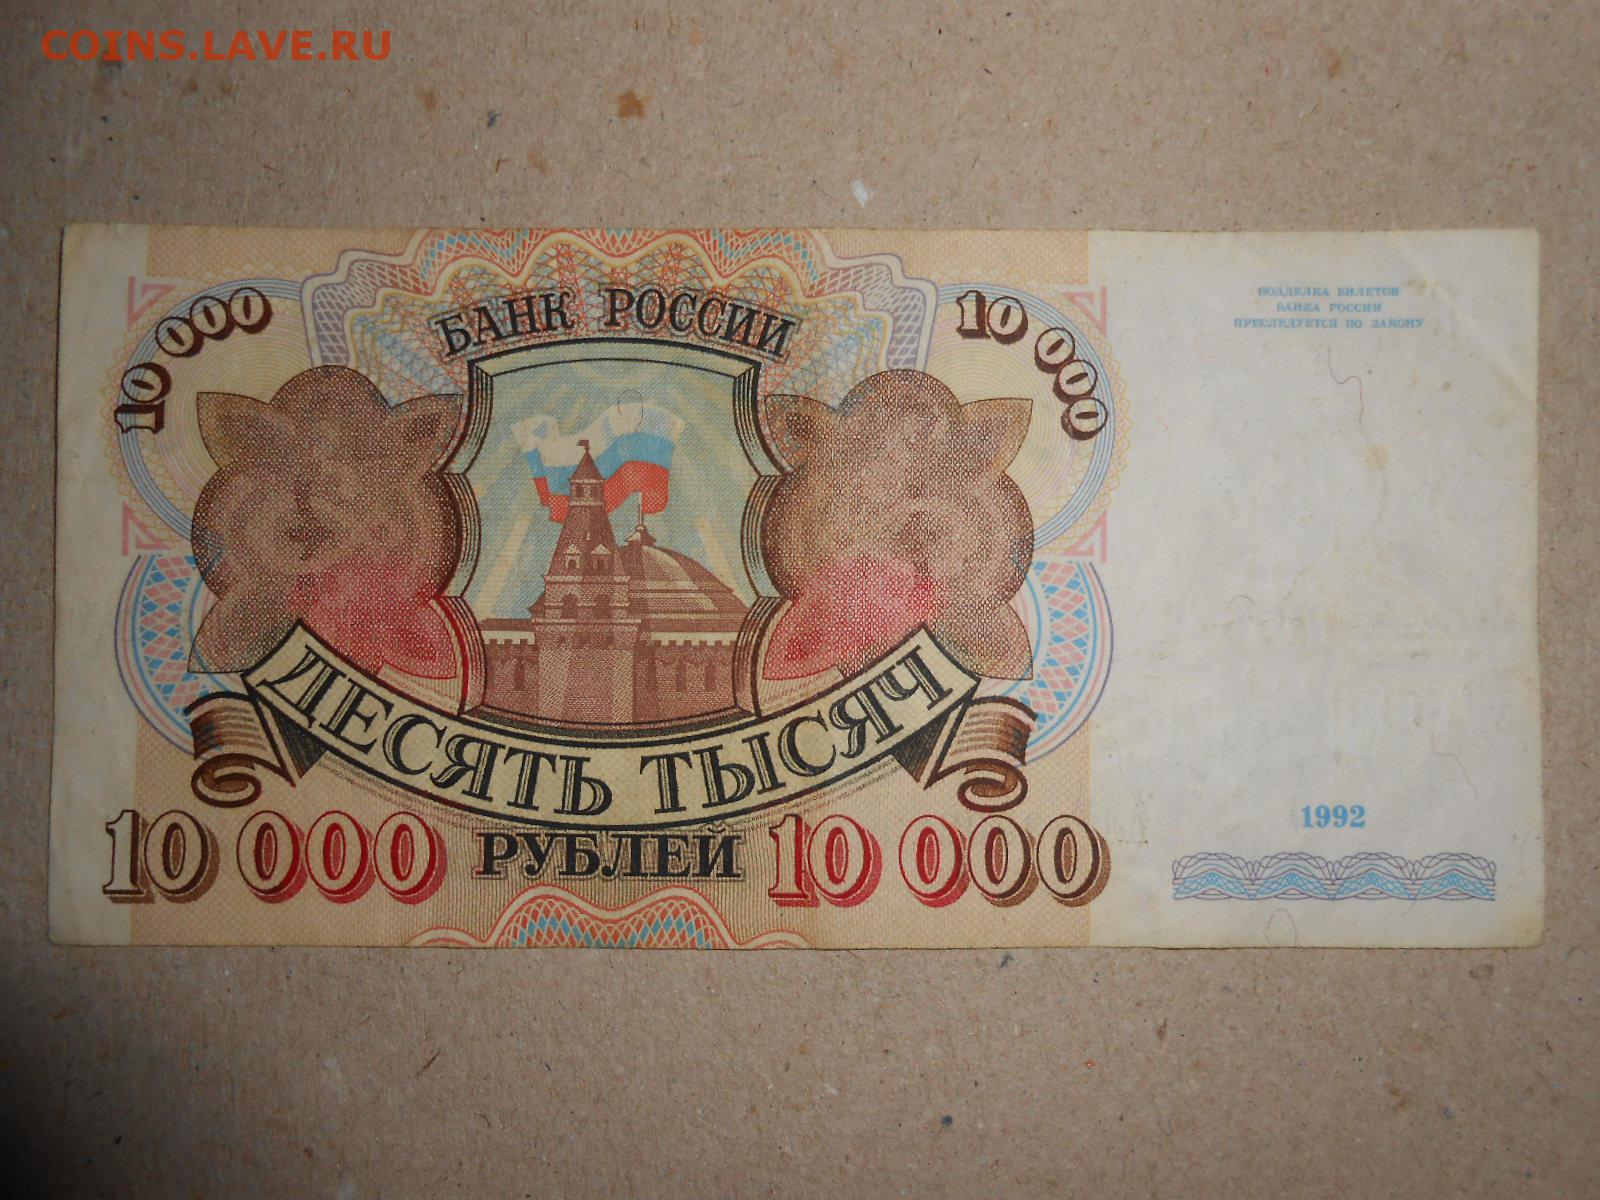 COINS.LAVE.RU
10 000
БАНК РОССИИ
10 000
ПОДДЕЛКА БИЛЕТОВ
БАНКА РОССИИ
ПРЕСЛЕДУЕТСЯ ПО ЗАКОНУ
ДЕСЯТЬ ТЫСЯЧ
1992
10 000 РУБЛЕЙ 10 000